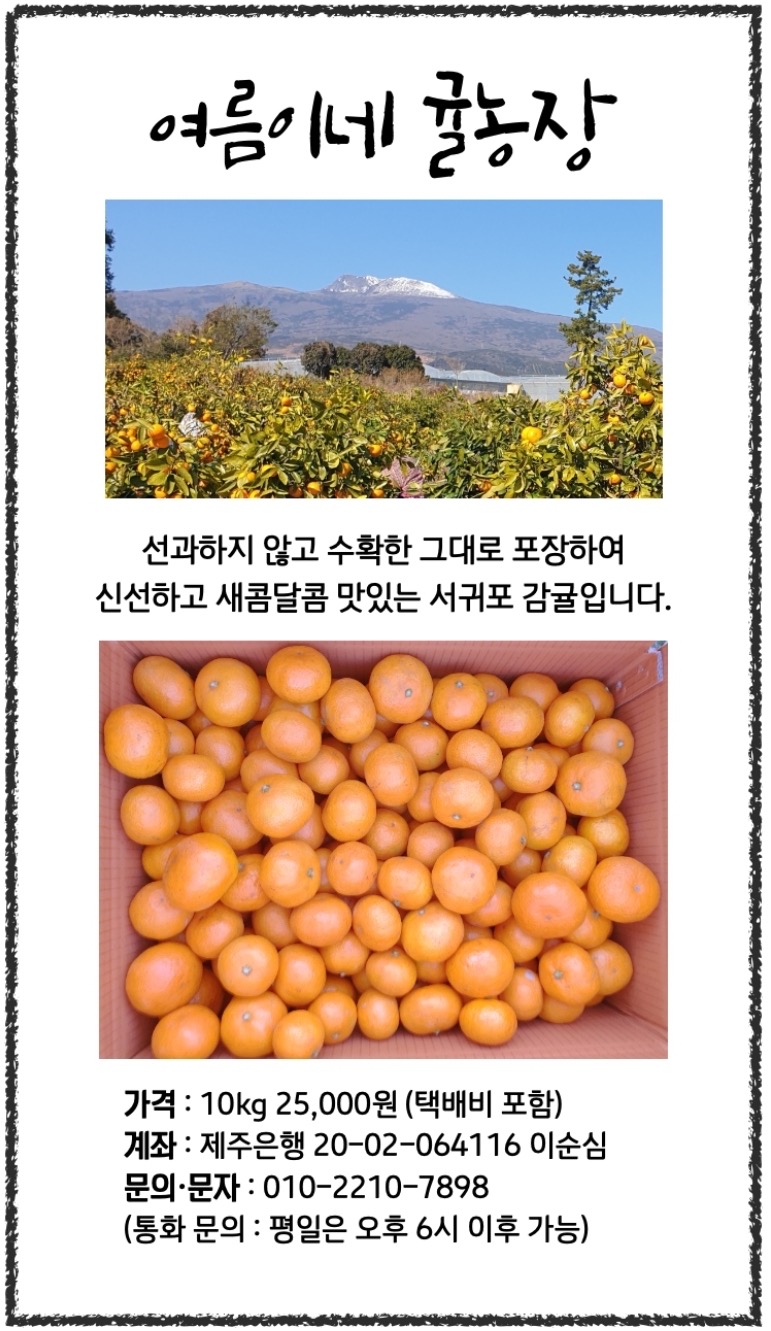 여름이네 귤농장
선과하지 않고 수확한 그대로 포장하여
신선하고 새콤달콤 맛있는 서귀포 감귤입니다.
가격 : 10kg 25,000원 (택배비 포함)
계좌 : 제주은행 20-02-064116 이순심
문의·문자 : 010-2210-7898
(통화 문의 : 평일은 오후 6시 이후 가능)